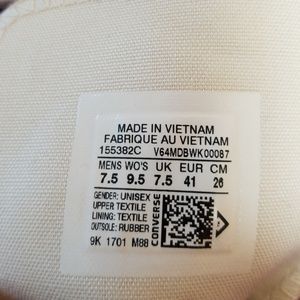 MADE IN VIETNAM
FABRIQUE AU VIETNAM
155382C V64MDBWK00087
MENS WO'S UK EUR CM
7.5 9.5 7.5 41 26
GENDER: UNISEX
UPPER: TEXTILE
LINING: TEXTILE
OUTSOLE: RUBBER
9K 1701 M88
CONVERSE